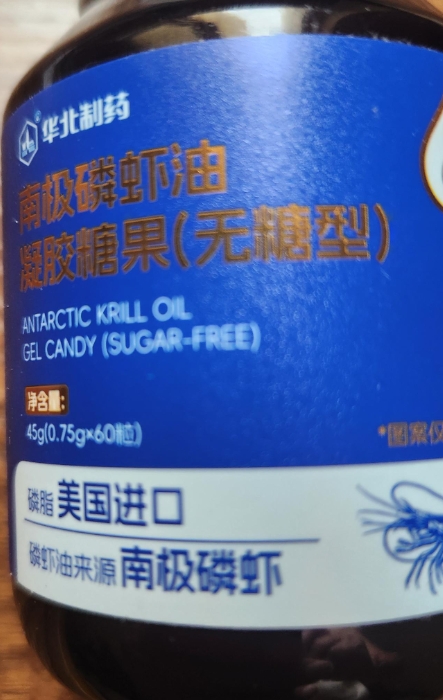 华北制药
南极磷虾油
凝胶糖果(无糖型)
ANTARCTIC KRILL OIL
GEL CANDY (SUGAR-FREE)
净含量:
45g(0.75g×60粒)
*图案仅
磷脂 美国进口
磷虾油来源 南极磷虾